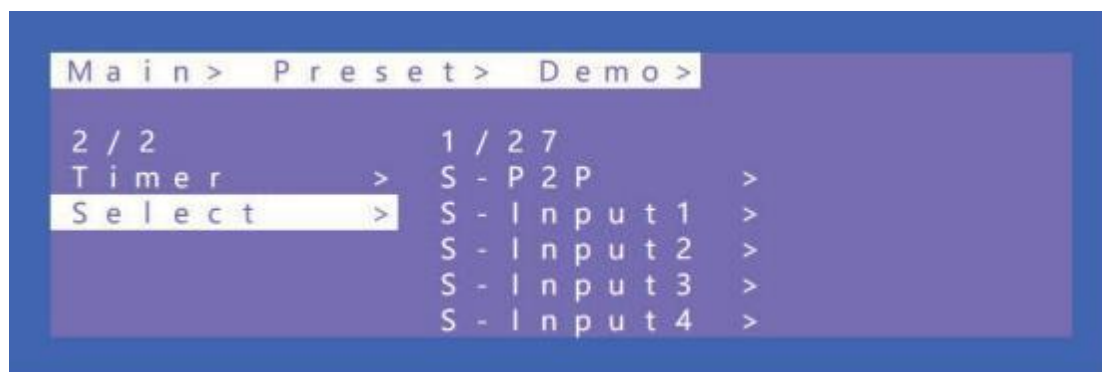 Main> Preset> Demo>
2/2 1/27
Timer > S-P2P >
Select > S-Input1 >
S-Input2 >
S-Input3 >
S-Input4 >